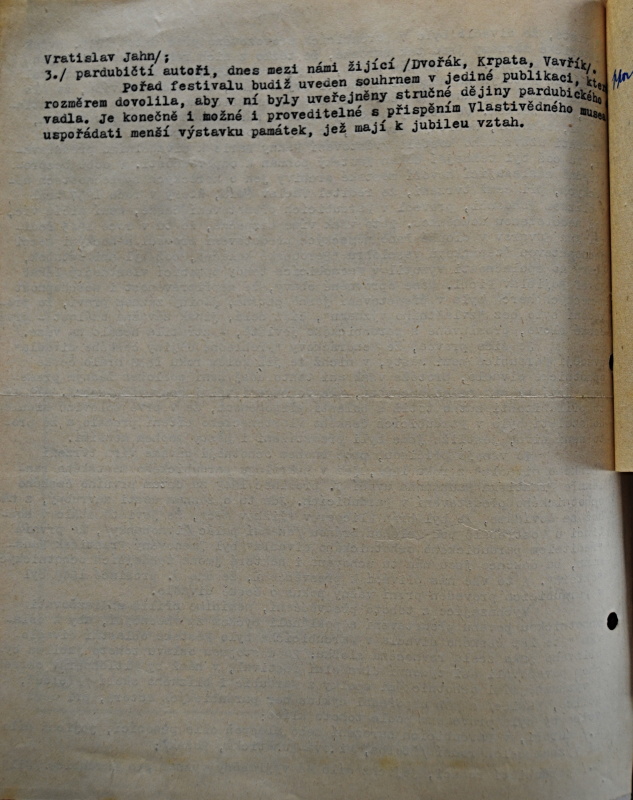 Vratislav Jahn/;
3./ pardubičtí autoři, dnes mezi námi žijící /Dvořák, Krpata, Vavřík/.
Pořad festivalu budiž uveden souhrnem v jediné publikaci,
rozměrem dovolila, aby v ní byly uveřejněny stručné dějiny pardubického
vadla. Je konečně i možné i proveditelné s přispěním Vlastivědného
uspořádati menší výstavku památek, jež mají k jubileu vztah.